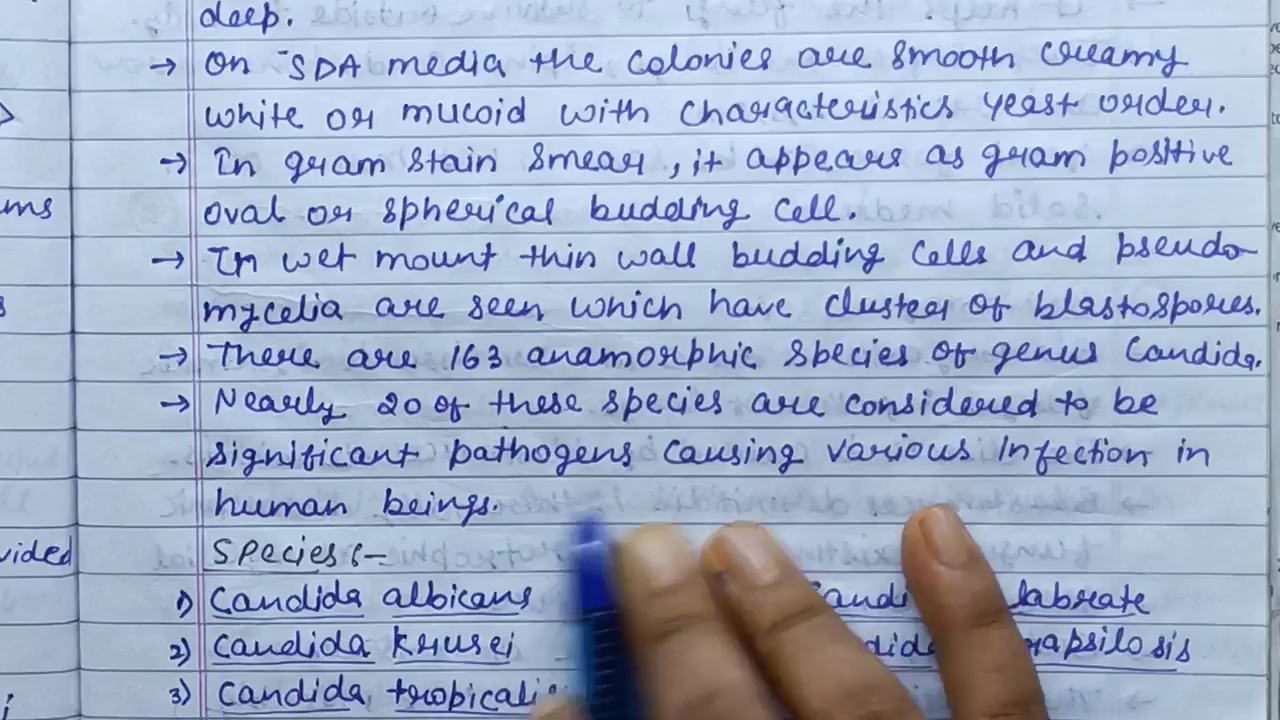 deep.
→ On SDA media the colonies are smooth creamy
white or mucoid with characteristics yeast order.
→ In gram stain smear, it appears as gram positive
oval or spherical budding cell.
→ In wet mount thin wall budding cells and pseudo
mycelia are seen which have cluster of blastospores.
→ There are 163 anamorphic species of genus Candida.
→ Nearly 20 of these species are considered to be
significant pathogens causing various Infection in
human beings.
Species:-
1) Candida albicans
2) Candida Krusei
3) Candida tropicalis